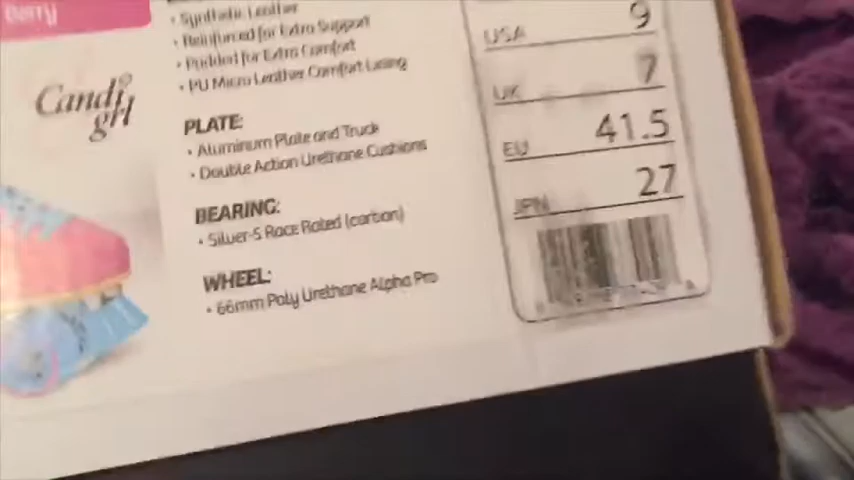 Berry
• Synthetic Leather
• Reinforced for Extra Support
• Padded for Extra Comfort
• PU Micro Leather Comfort Lining
Candi
girl
PLATE:
• Aluminum Plate and Truck
• Double Action Urethane Cushions
BEARING:
• Silver-5 Race Rated (carbon)
WHEEL:
• 66mm Poly Urethane Alpha Pro
USA 9
UK 7
EU 41.5
JPN 27